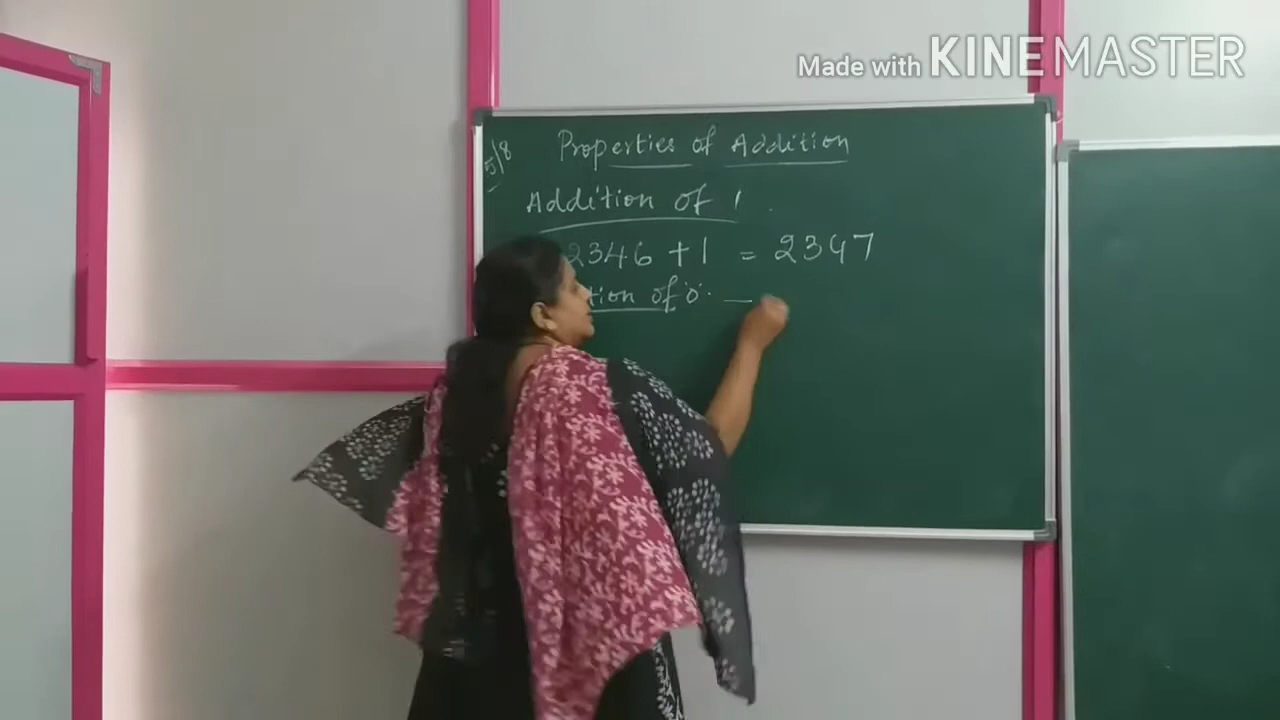 Made with KINEMASTER
5/8
Properties of Addition
Addition of 1
2346 + 1 = 2347
tion of '0' —